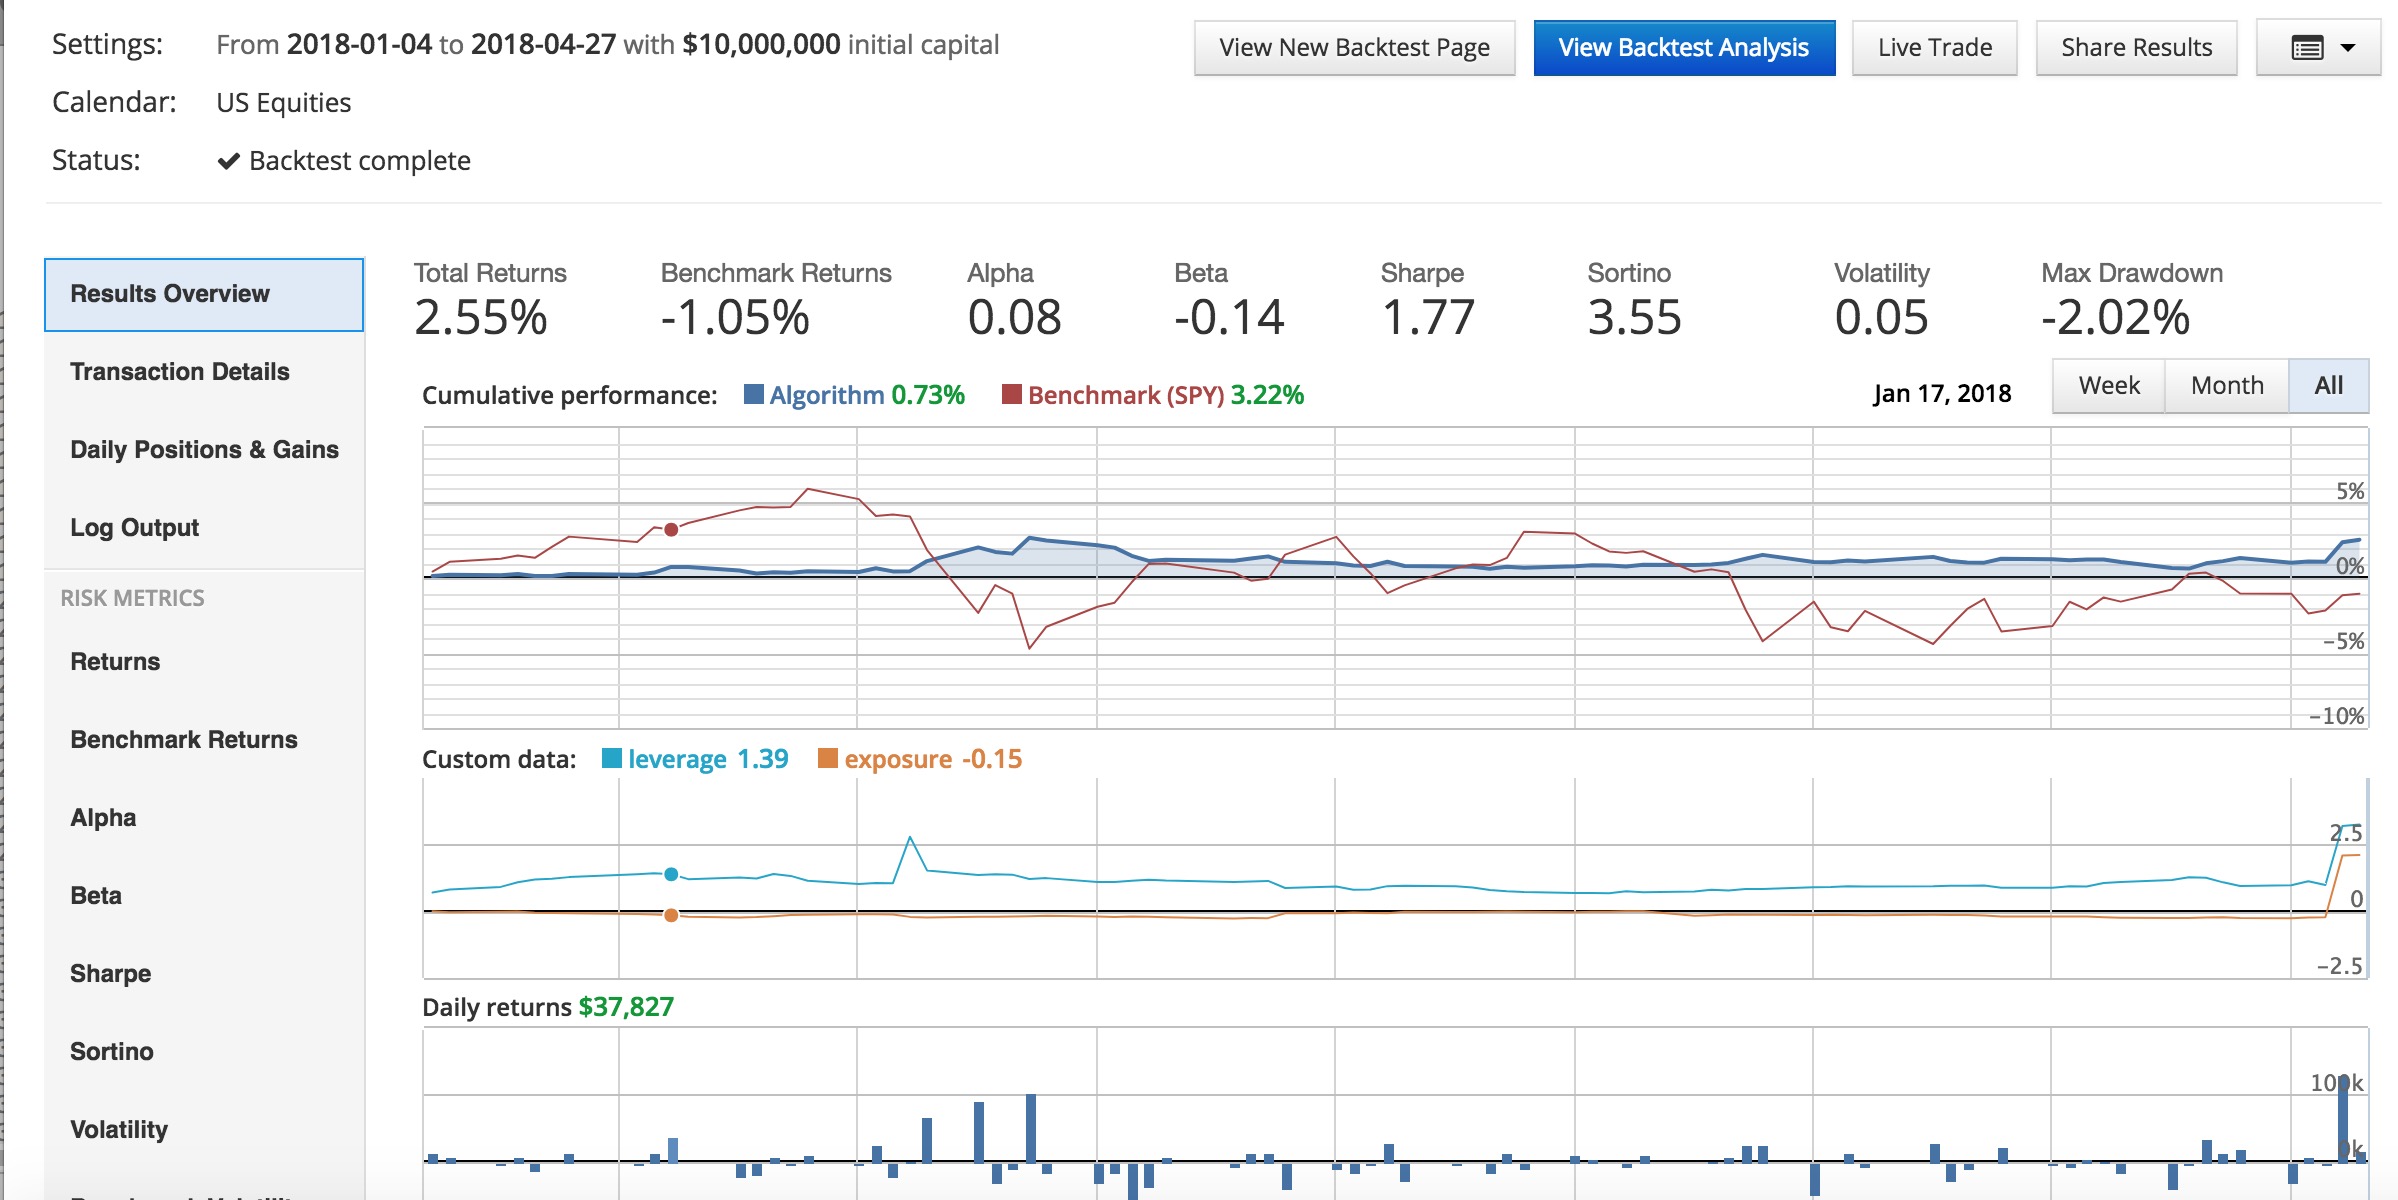 Settings: From 2018-01-04 to 2018-04-27 with $10,000,000 initial capital
View New Backtest Page View Backtest Analysis Live Trade Share Results
Calendar: US Equities
Status: ✔ Backtest complete
Results Overview
Transaction Details
Daily Positions & Gains
Log Output
RISK METRICS
Returns
Benchmark Returns
Alpha
Beta
Sharpe
Sortino
Volatility
Total Returns Benchmark Returns Alpha Beta Sharpe Sortino Volatility Max Drawdown
2.55% -1.05% 0.08 -0.14 1.77 3.55 0.05 -2.02%
Cumulative performance: Algorithm 0.73% Benchmark (SPY) 3.22% Jan 17, 2018 Week Month All
5%
0%
-5%
-10%
Custom data: leverage 1.39 exposure -0.15
2.5
0
-2.5
Daily returns $37,827
100k
0k